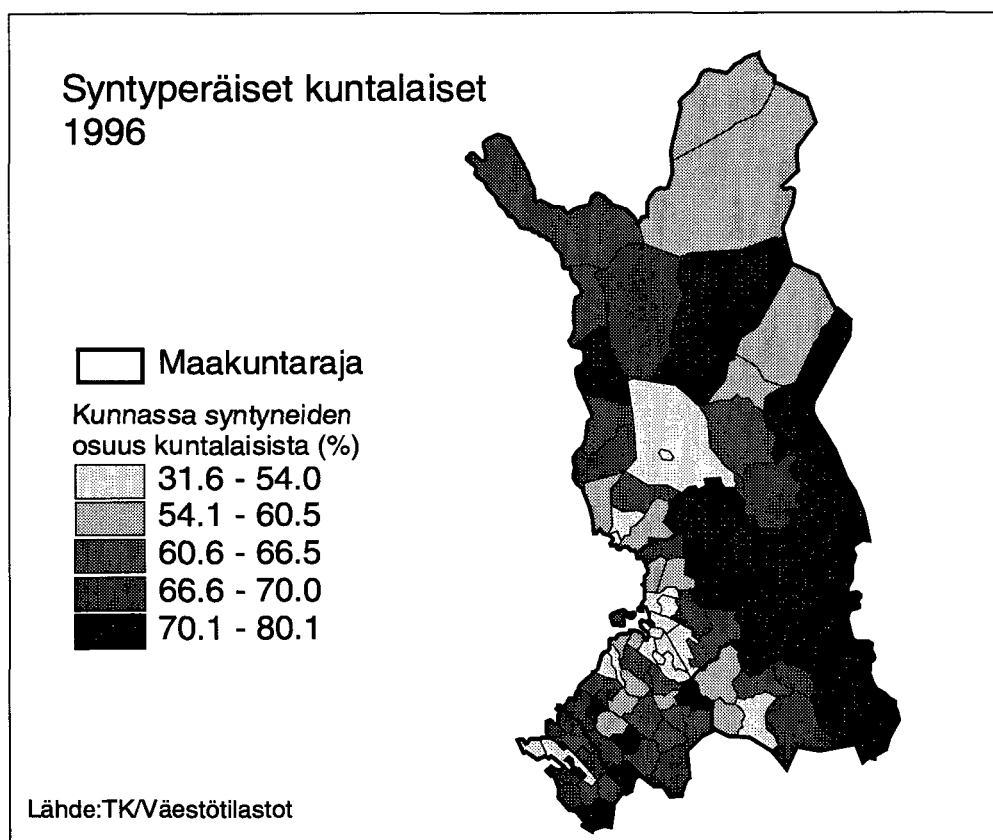 Syntyperäiset kuntalaiset
1996
Maakuntaraja
Kunnassa syntyneiden
osuus kuntalaisista (%)
31.6 - 54.0
54.1 - 60.5
60.6 - 66.5
66.6 - 70.0
70.1 - 80.1
Lähde:TK/Väestötilastot